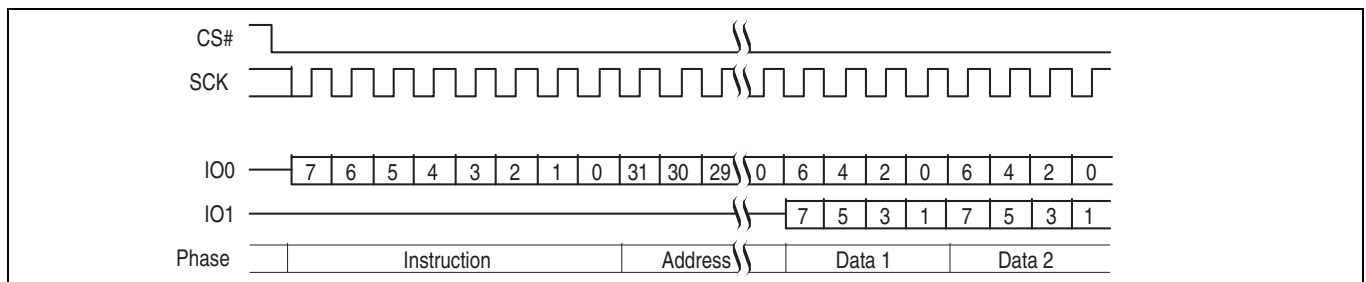 CS#
SCK
IO0 7 6 5 4 3 2 1 0 31 30 29 0 6 4 2 0 6 4 2 0
IO1 7 5 3 1 7 5 3 1
Phase Instruction Address Data 1 Data 2